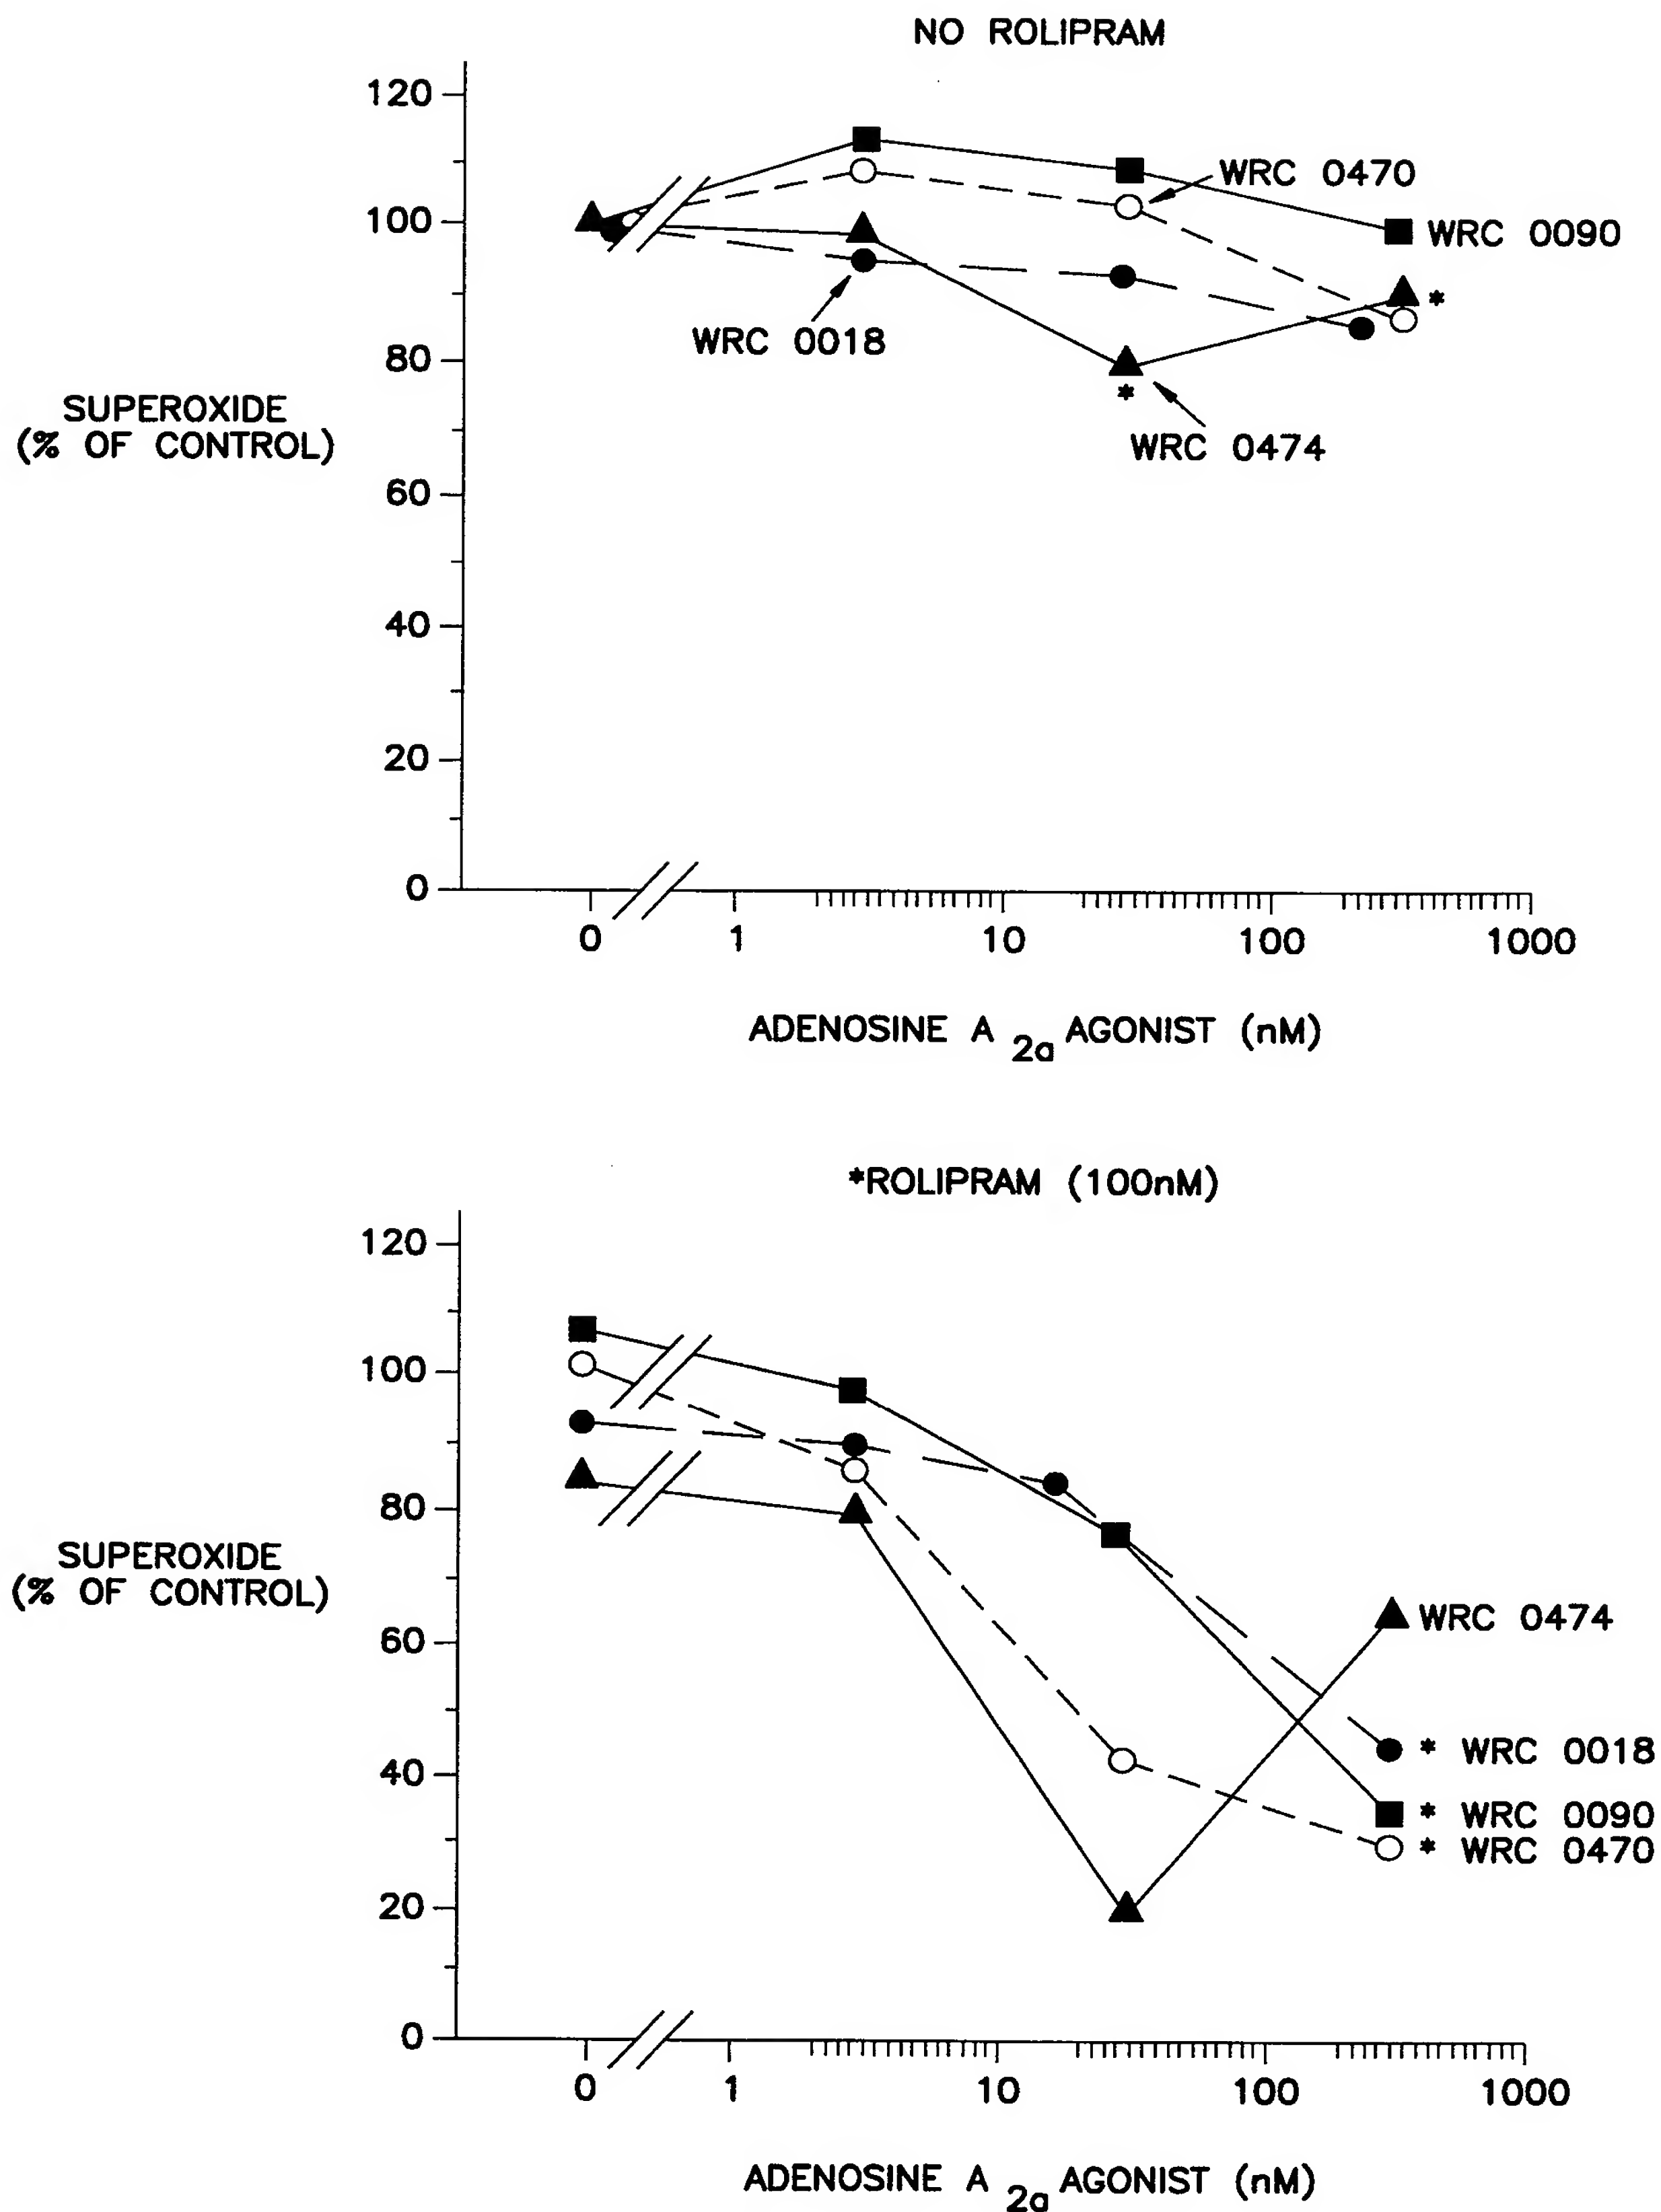 NO ROLIPRAM
120
100
80
60
40
20
0
SUPEROXIDE
(% OF CONTROL)
WRC 0470
WRC 0090
WRC 0018
*
*
WRC 0474
0 1 10 100 1000
ADENOSINE A 2a AGONIST (nM)
*ROLIPRAM (100nM)
120
100
80
60
40
20
0
SUPEROXIDE
(% OF CONTROL)
WRC 0474
* WRC 0018
* WRC 0090
* WRC 0470
0 1 10 100 1000
ADENOSINE A 2a AGONIST (nM)